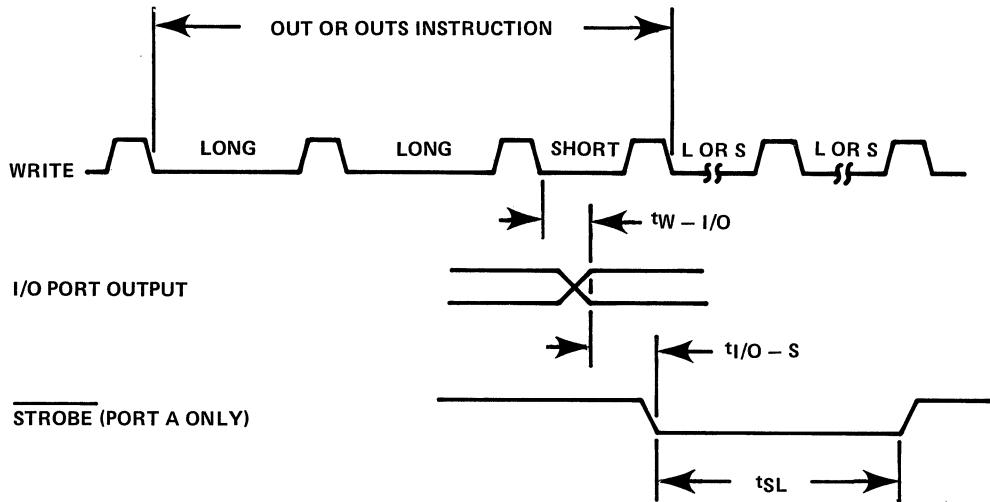 OUT OR OUTS INSTRUCTION
WRITE LONG LONG SHORT L OR S L OR S
tW – I/O
I/O PORT OUTPUT
tI/O – S
STROBE (PORT A ONLY)
tSL